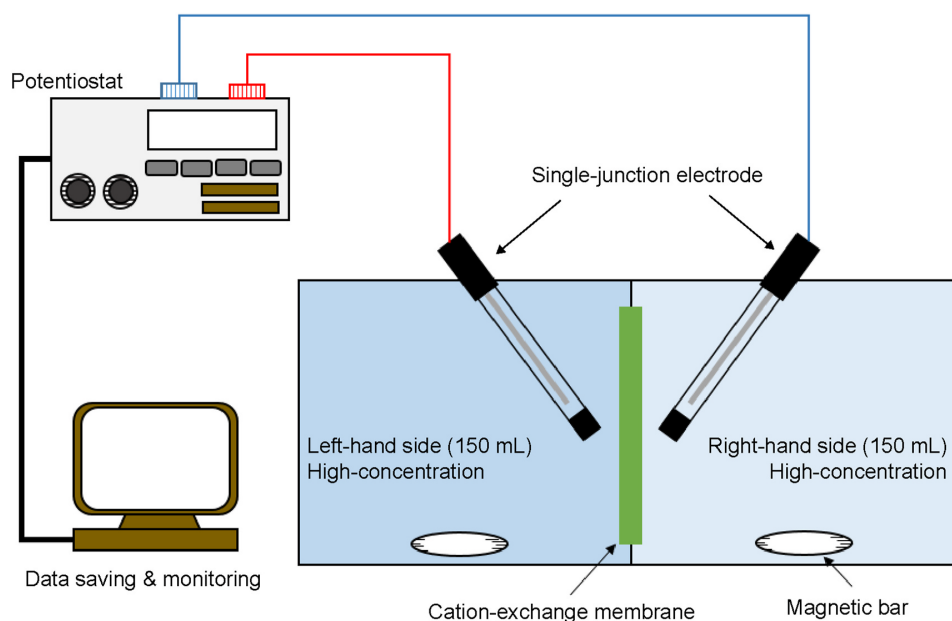 Potentiostat
Single-junction electrode
Left-hand side (150 mL)
High-concentration
Right-hand side (150 mL)
High-concentration
Data saving & monitoring
Cation-exchange membrane
Magnetic bar